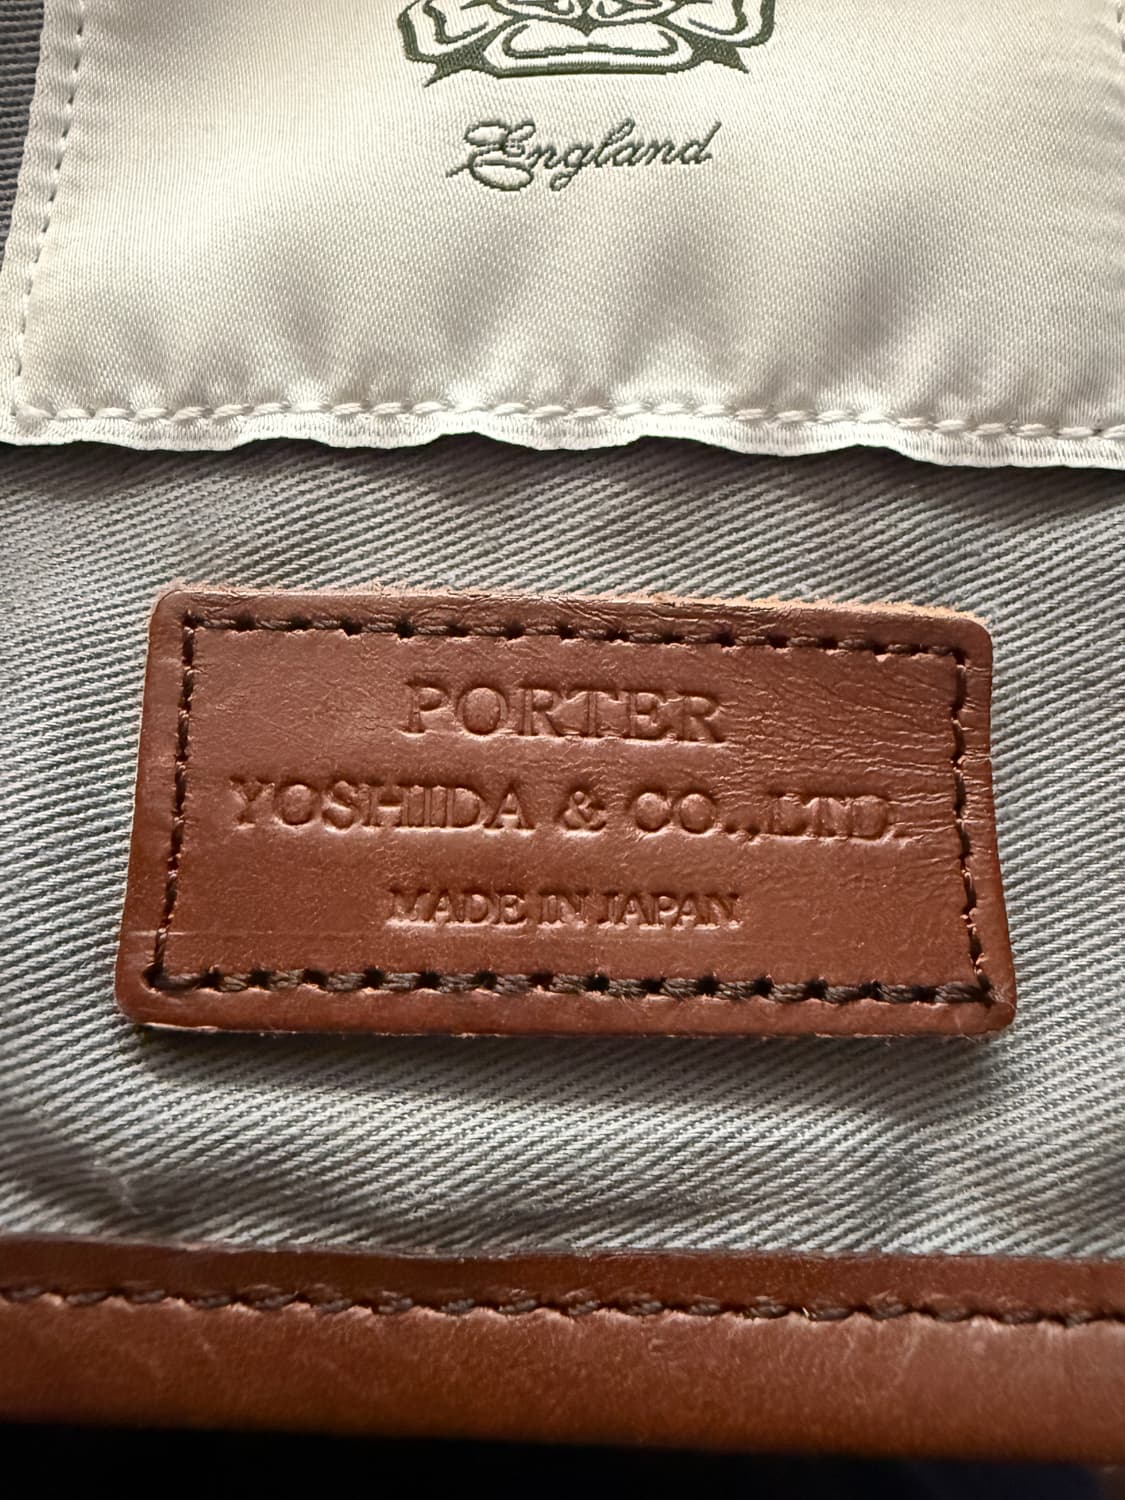 England
PORTER
YOSHIDA & CO.,LTD.
MADE IN JAPAN